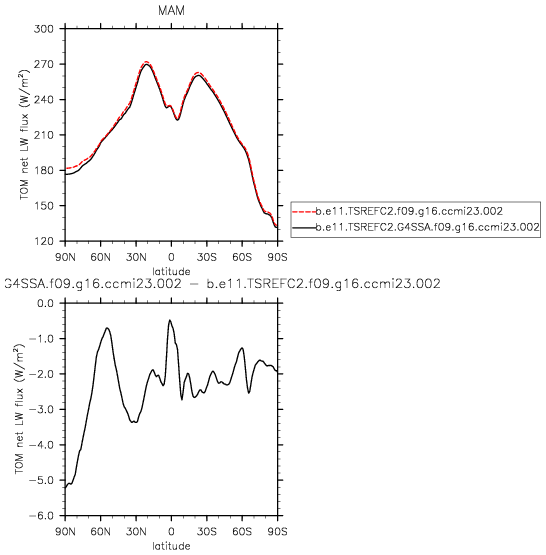 MAM
300
270
240
210
180
150
120
TOM net LW flux (W/m²)
90N 60N 30N 0 30S 60S 90S
latitude
b.e11.TSREFC2.f09.g16.ccmi23.002
b.e11.TSREFC2.G4SSA.f09.g16.ccmi23.002
G4SSA.f09.g16.ccmi23.002 - b.e11.TSREFC2.f09.g16.ccmi23.002
0.0
-1.0
-2.0
-3.0
-4.0
-5.0
-6.0
TOM net LW flux (W/m²)
90N 60N 30N 0 30S 60S 90S
latitude